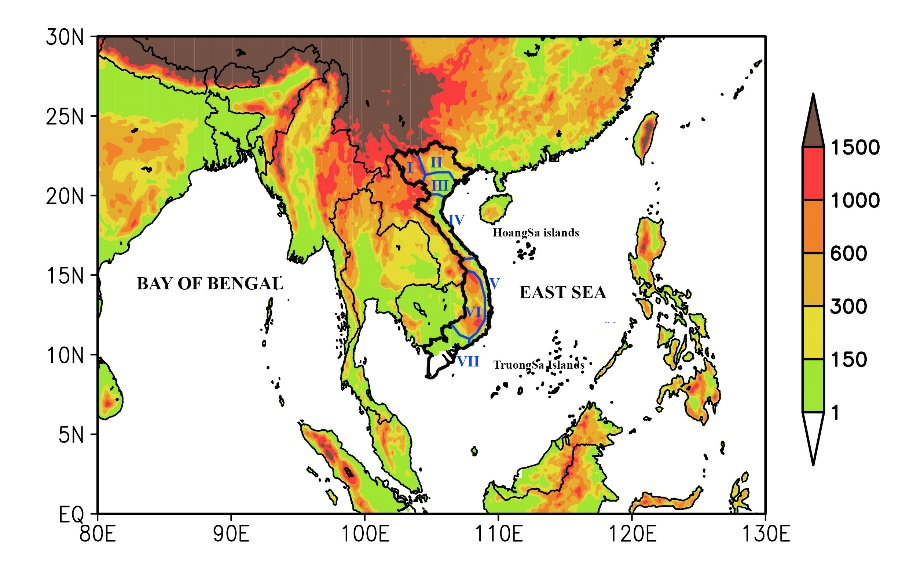 30N
25N
20N
15N
10N
5N
EQ
80E
90E
100E
110E
120E
130E
I
II
III
IV
V
VI
VII
HoangSa islands
BAY OF BENGAL
EAST SEA
TruongSa Islands
1500
1000
600
300
150
1